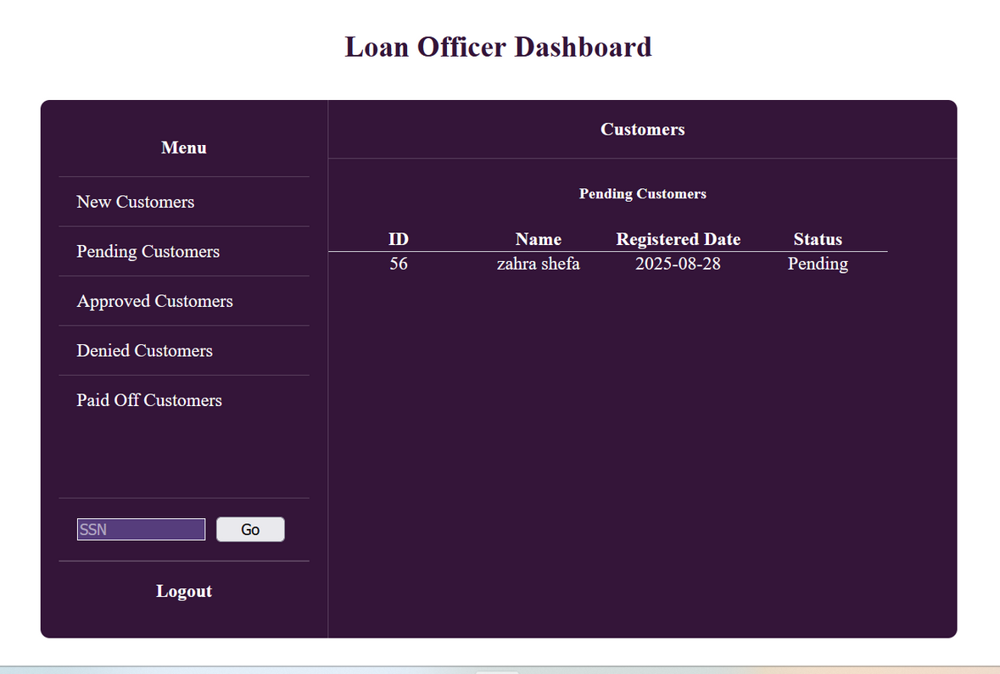 Loan Officer Dashboard
Menu
New Customers
Pending Customers
Approved Customers
Denied Customers
Paid Off Customers
SSN Go
Logout
Customers
Pending Customers
ID Name Registered Date Status
56 zahra shefa 2025-08-28 Pending